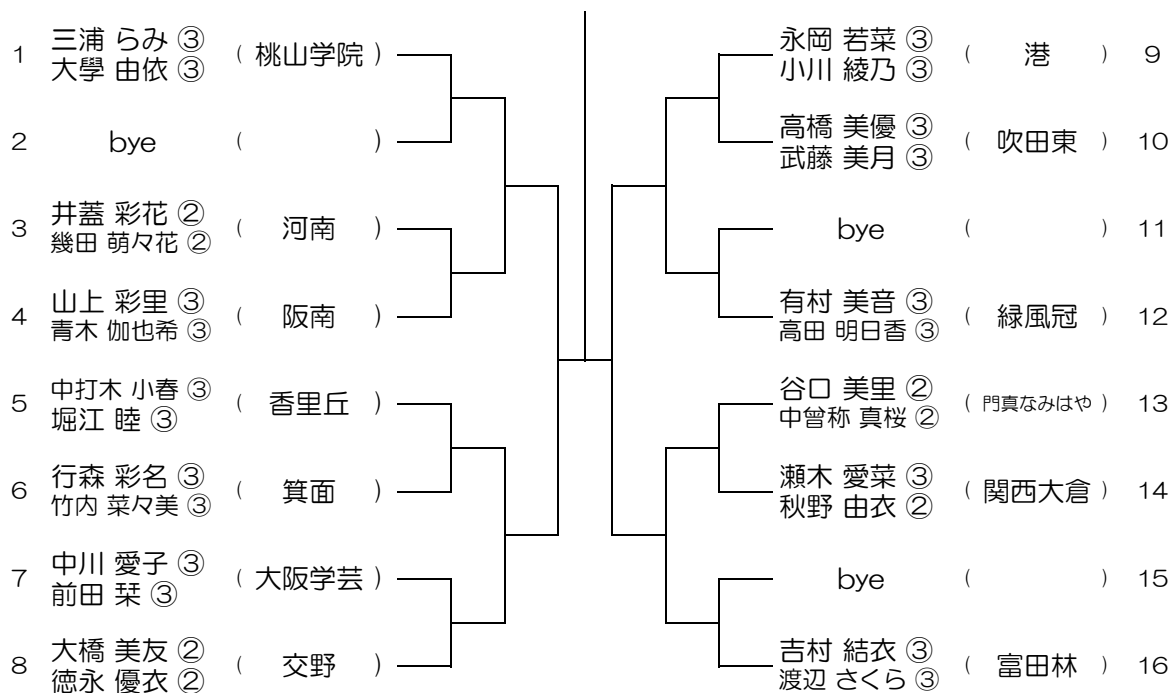 1 三浦 らみ ③ ( 桃山学院 )
大學 由依 ③
2 bye ( )
3 井蓋 彩花 ② ( 河南 )
幾田 萌々花 ②
4 山上 彩里 ③ ( 阪南 )
青木 伽也希 ③
5 中打木 小春 ③ ( 香里丘 )
堀江 睦 ③
6 行森 彩名 ③ ( 箕面 )
竹内 菜々美 ③
7 中川 愛子 ③ ( 大阪学芸 )
前田 栞 ③
8 大橋 美友 ② ( 交野 )
徳永 優衣 ②
永岡 若菜 ③ ( 港 ) 9
小川 綾乃 ③
高橋 美優 ③ ( 吹田東 ) 10
武藤 美月 ③
bye ( ) 11
有村 美音 ③ ( 緑風冠 ) 12
高田 明日香 ③
谷口 美里 ② ( 門真なみはや ) 13
中曾称 真桜 ②
瀬木 愛菜 ③ ( 関西大倉 ) 14
秋野 由衣 ②
bye ( ) 15
吉村 結衣 ③ ( 富田林 ) 16
渡辺 さくら ③